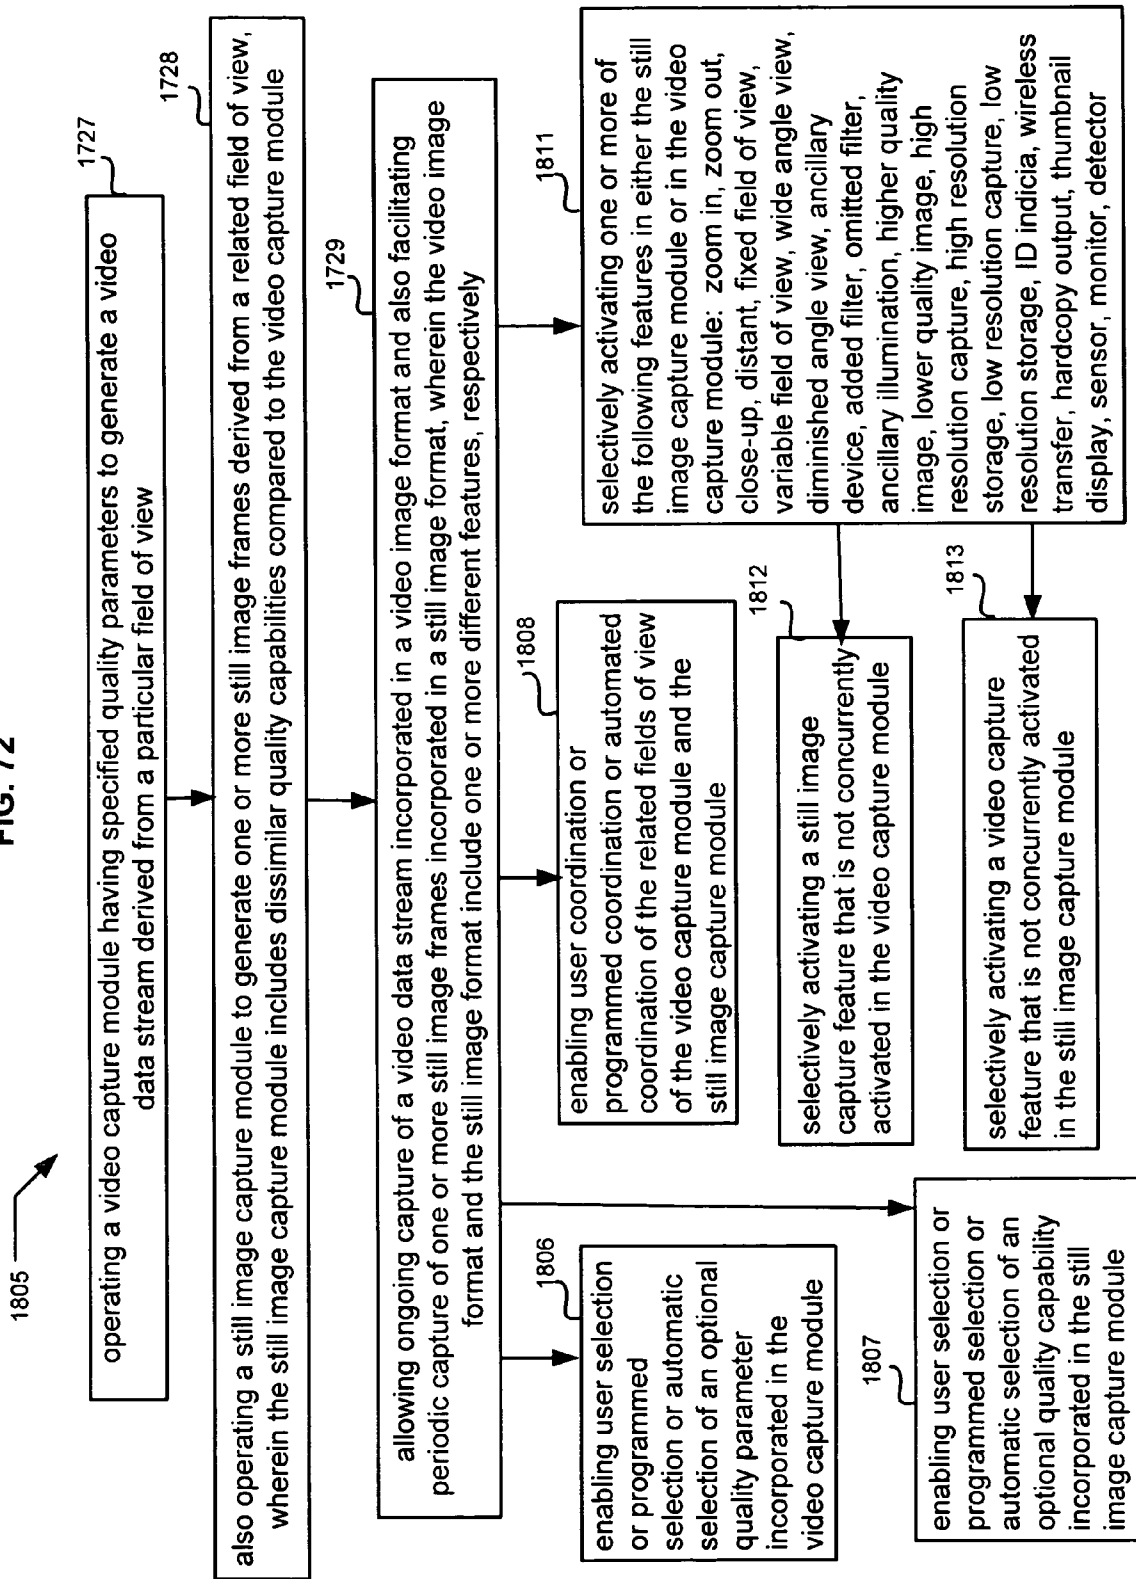 FIG. 72
1805
1727
operating a video capture module having specified quality parameters to generate a video
data stream derived from a particular field of view
1728
also operating a still image capture module to generate one or more still image frames derived from a related field of view,
wherein the still image capture module includes dissimilar quality capabilities compared to the video capture module
1729
allowing ongoing capture of a video data stream incorporated in a video image format and also facilitating
periodic capture of one or more still image frames incorporated in a still image format, wherein the video image
format and the still image format include one or more different features, respectively
1806
enabling user selection
or programmed
selection or automatic
selection of an optional
quality parameter
incorporated in the
video capture module
1807
enabling user selection or
programmed selection or
automatic selection of an
optional quality capability
incorporated in the still
image capture module
1808
enabling user coordination or
programmed coordination or automated
coordination of the related fields of view
of the video capture module and the
still image capture module
1811
selectively activating one or more of
the following features in either the still
image capture module or in the video
capture module: zoom in, zoom out,
close-up, distant, fixed field of view,
variable field of view, wide angle view,
diminished angle view, ancillary
device, added filter, omitted filter,
ancillary illumination, higher quality
image, lower quality image, high
resolution capture, high resolution
storage, low resolution capture, low
resolution storage, ID indicia, wireless
transfer, hardcopy output, thumbnail
display, sensor, monitor, detector
1812
selectively activating a still image
capture feature that is not concurrently
activated in the video capture module
1813
selectively activating a video capture
feature that is not concurrently activated
in the still image capture module